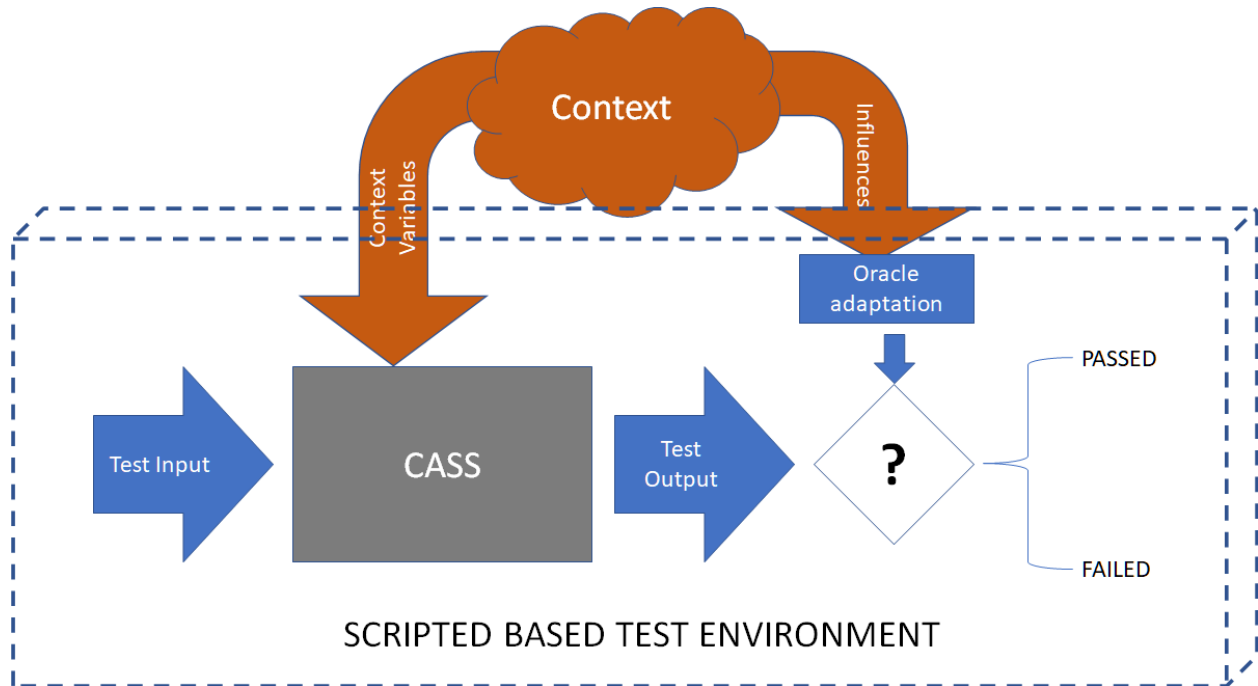 Context
Context
Variables
Influences
Oracle
adaptation
PASSED
Test Input
CASS
Test
Output
?
FAILED
SCRIPTED BASED TEST ENVIRONMENT